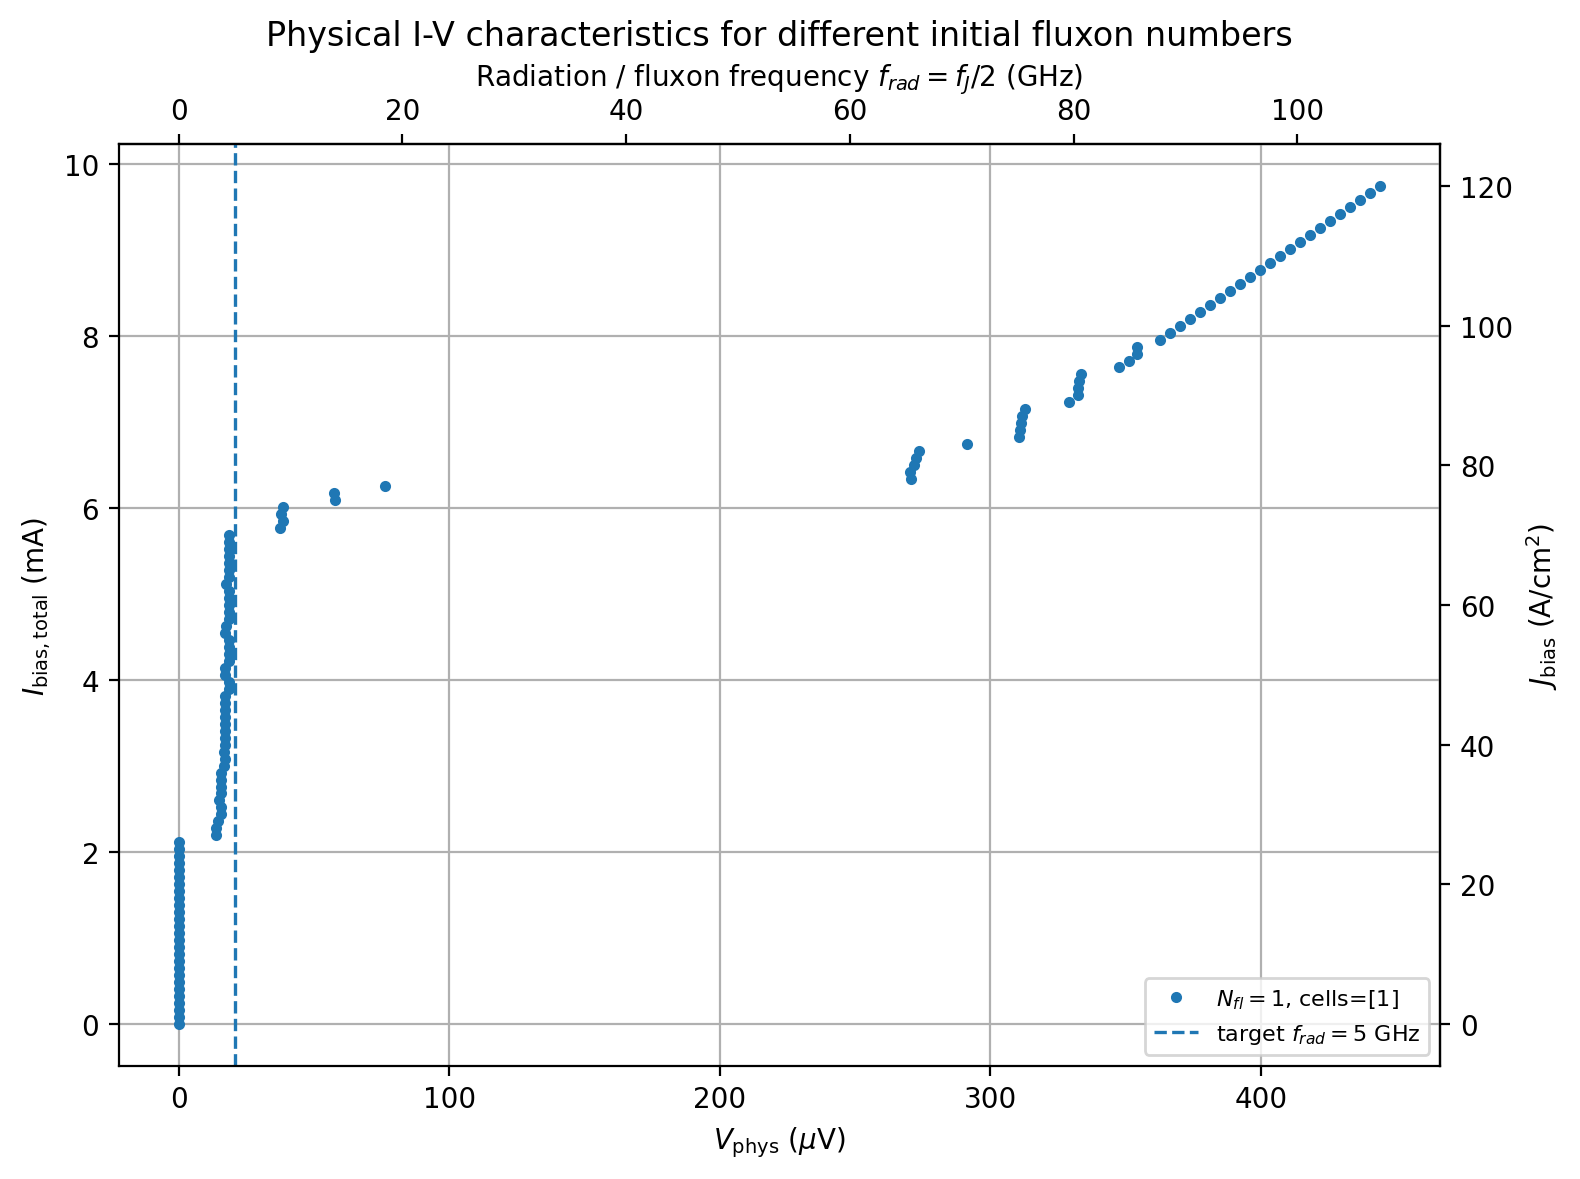 Physical I-V characteristics for different initial fluxon numbers
Radiation / fluxon frequency f_rad = f_J/2 (GHz)
0 20 40 60 80 100
10
8
6
4
2
0
I_bias, total (mA)
120
100
80
60
40
20
0
J_bias (A/cm²)
N_fl = 1, cells=[1]
target f_rad = 5 GHz
0 100 200 300 400
V_phys (μV)